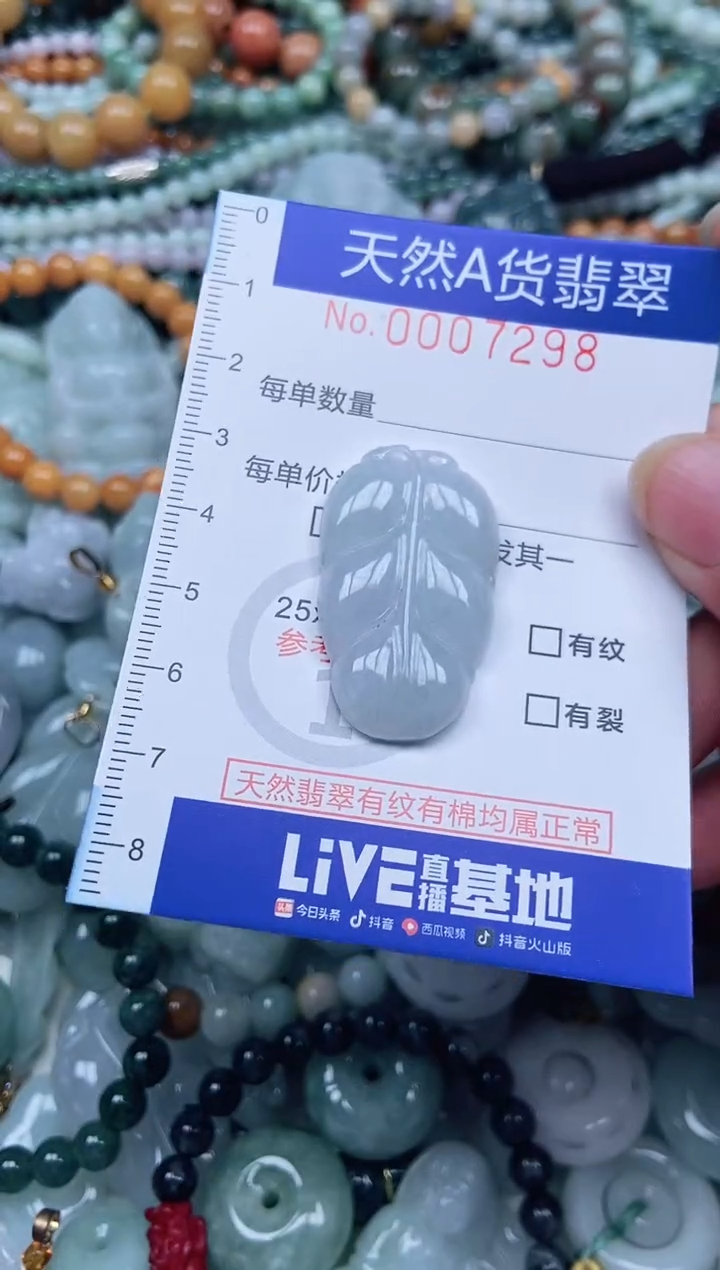 0
天然A货翡翠
1
No.0007298
2
每单数量
3
每单价
4
发其一
5
25
参考
有纹
6
有裂
7
天然翡翠有纹有棉均属正常
8
LiVE直播基地
头条 今日头条 抖音 西瓜视频 抖音火山版